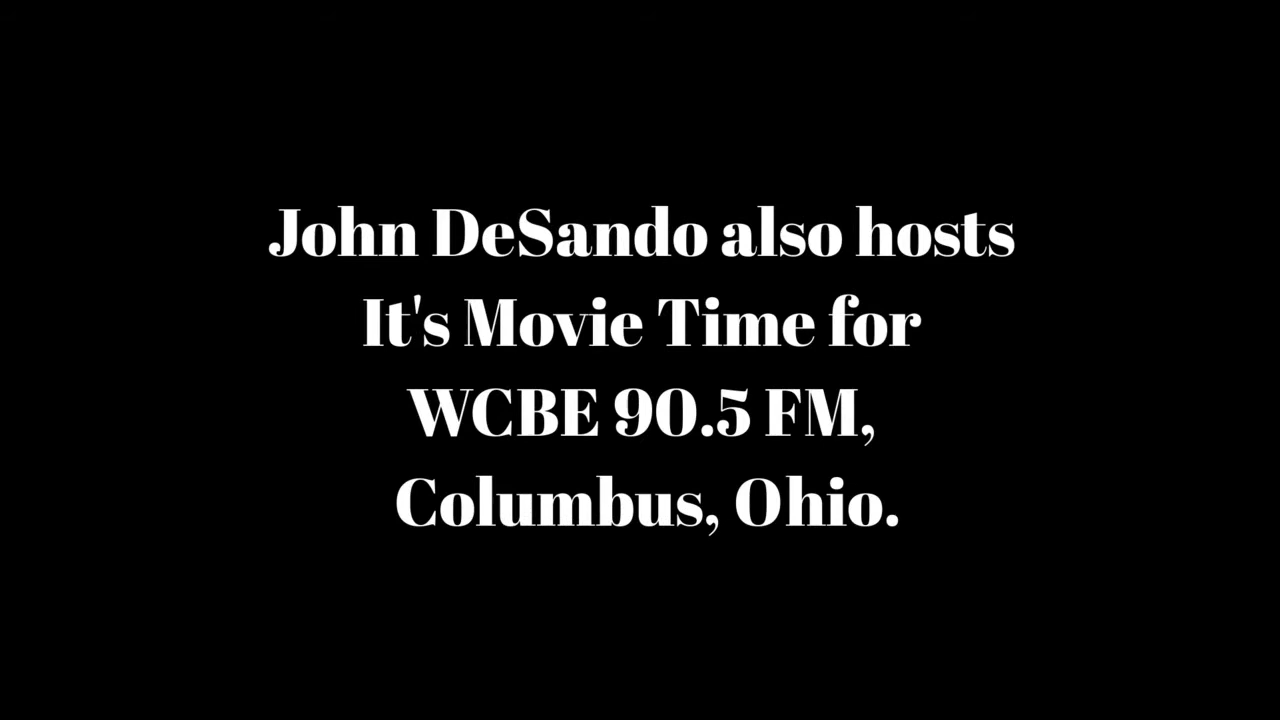 John DeSando also hosts
It's Movie Time for
WCBE 90.5 FM,
Columbus, Ohio.